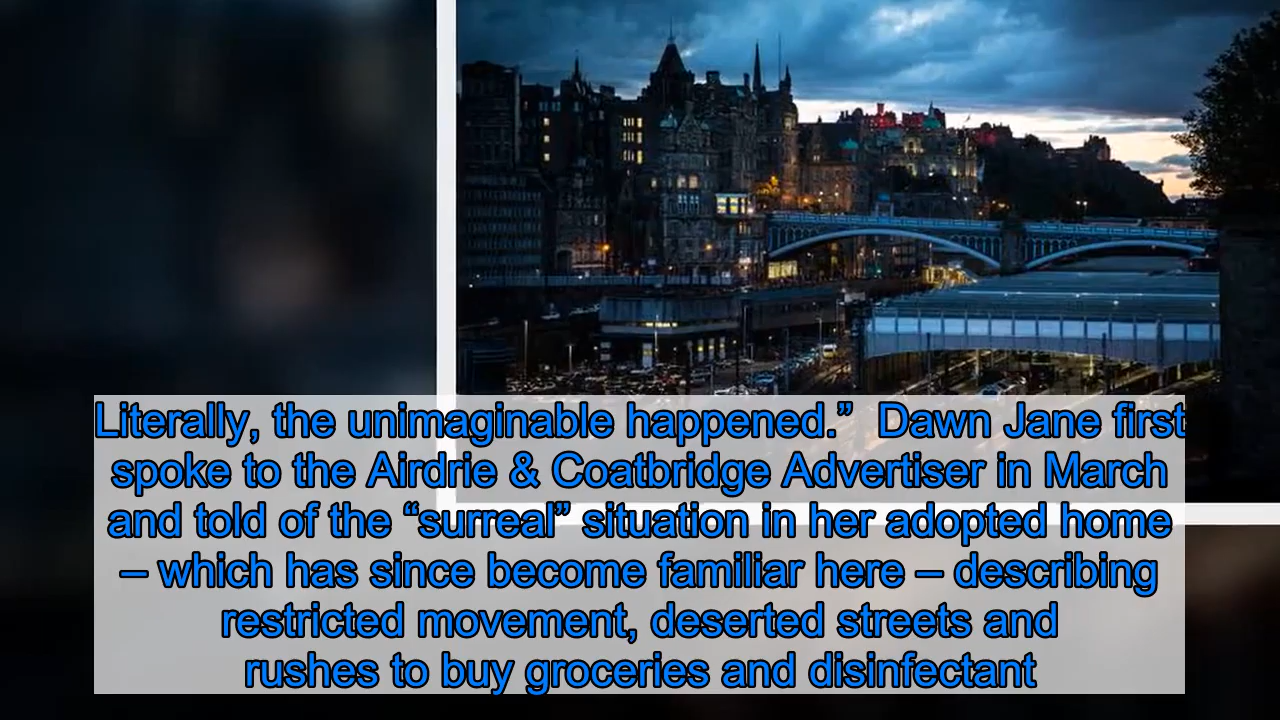 Literally, the unimaginable happened.”  Dawn Jane first
spoke to the Airdrie & Coatbridge Advertiser in March
and told of the “surreal” situation in her adopted home
– which has since become familiar here – describing
restricted movement, deserted streets and
rushes to buy groceries and disinfectant